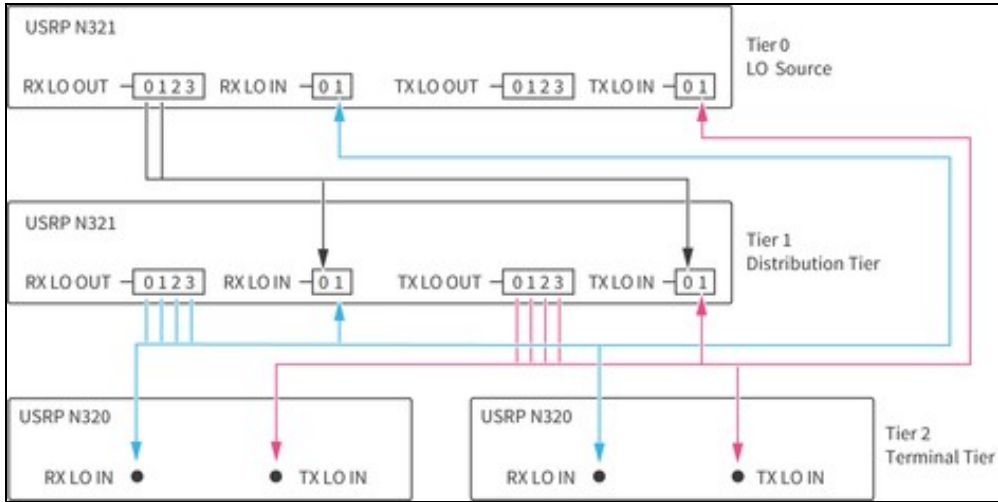 USRP N321
Tier 0
LO Source
RX LO OUT 0 1 2 3 RX LO IN 0 1 TX LO OUT 0 1 2 3 TX LO IN 0 1
USRP N321
Tier 1
Distribution Tier
RX LO OUT 0 1 2 3 RX LO IN 0 1 TX LO OUT 0 1 2 3 TX LO IN 0 1
USRP N320
USRP N320
Tier 2
Terminal Tier
RX LO IN TX LO IN RX LO IN TX LO IN